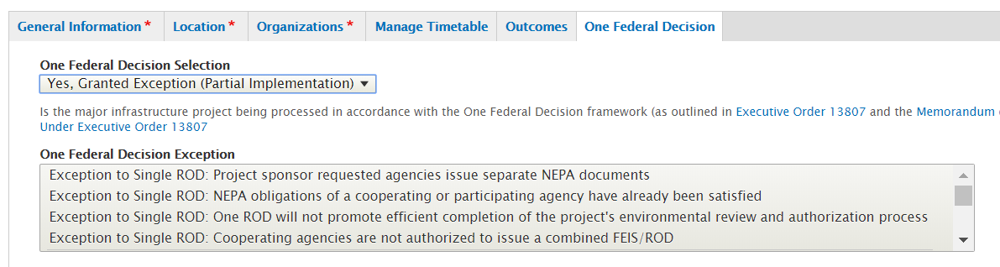 General Information * Location * Organizations * Manage Timetable Outcomes One Federal Decision
One Federal Decision Selection
Yes, Granted Exception (Partial Implementation)
Is the major infrastructure project being processed in accordance with the One Federal Decision framework (as outlined in Executive Order 13807 and the Memorandum
Under Executive Order 13807
One Federal Decision Exception
Exception to Single ROD: Project sponsor requested agencies issue separate NEPA documents
Exception to Single ROD: NEPA obligations of a cooperating or participating agency have already been satisfied
Exception to Single ROD: One ROD will not promote efficient completion of the project's environmental review and authorization process
Exception to Single ROD: Cooperating agencies are not authorized to issue a combined FEIS/ROD